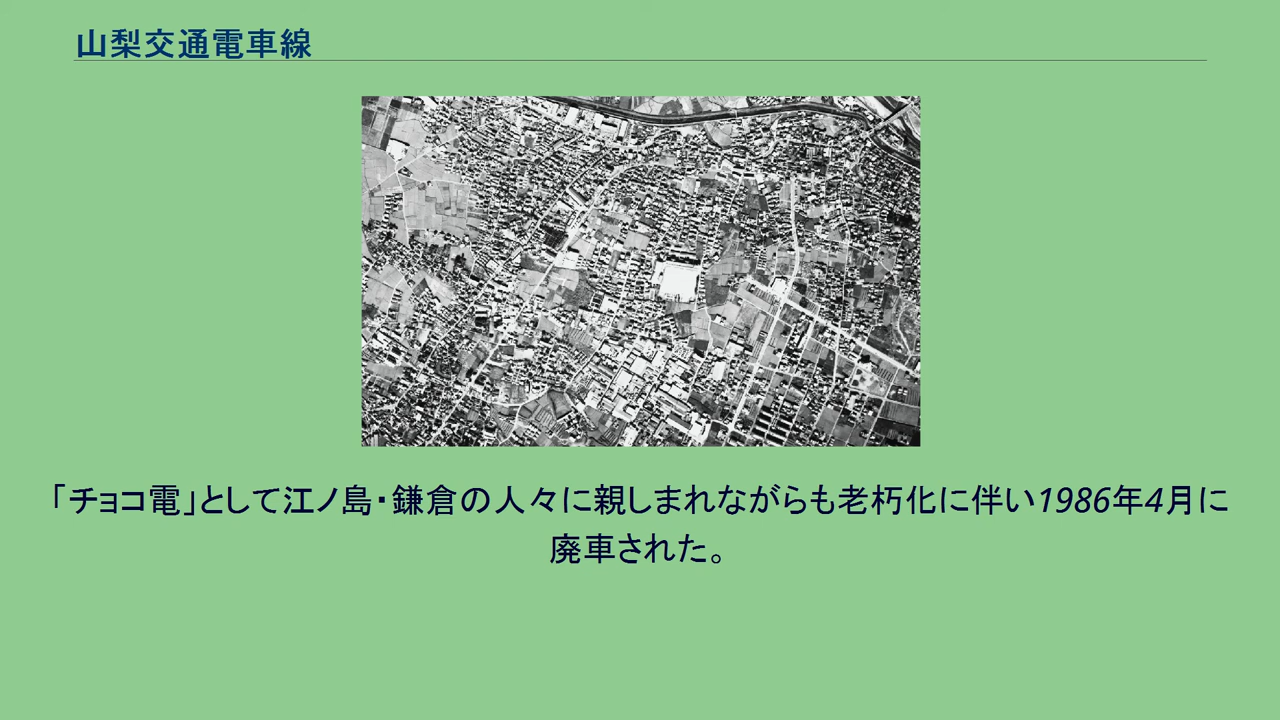 山梨交通電車線
「チョコ電」として江ノ島・鎌倉の人々に親しまれながらも老朽化に伴い1986年4月に
廃車された。